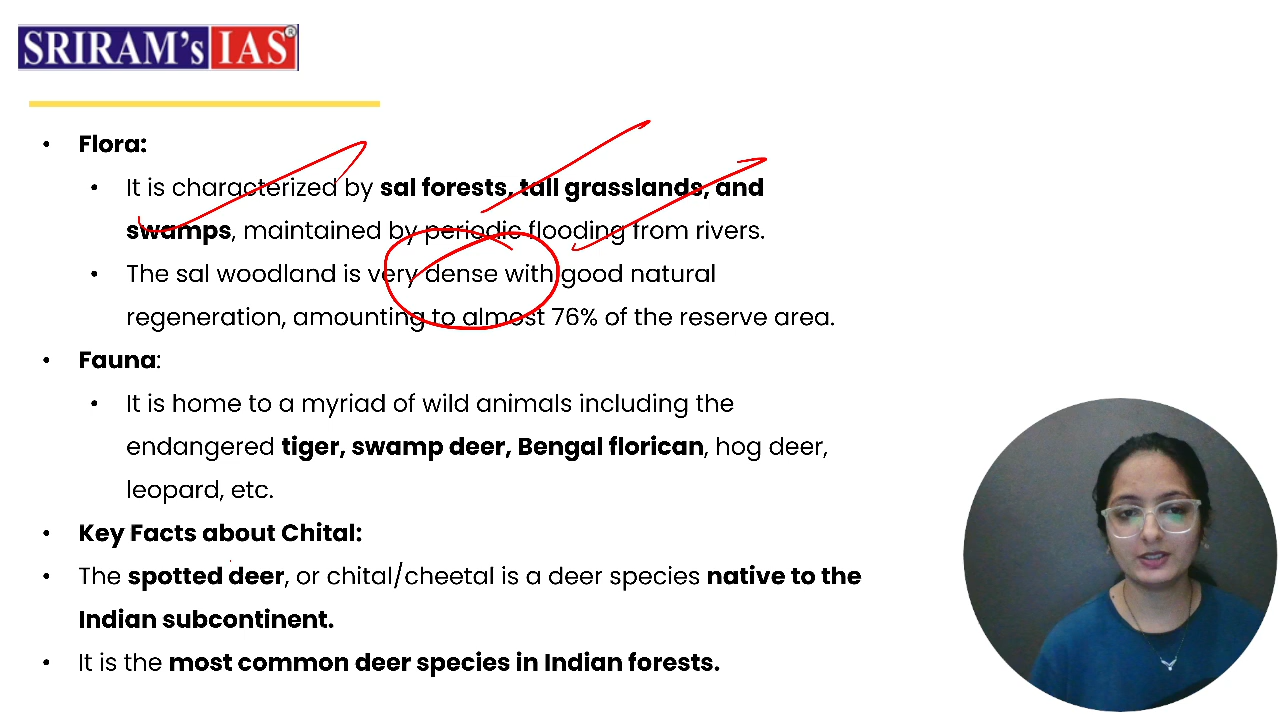 SRIRAM's IAS®
• Flora:
• It is characterized by sal forests, tall grasslands, and
swamps, maintained by periodic flooding from rivers.
• The sal woodland is very dense with good natural
regeneration, amounting to almost 76% of the reserve area.
• Fauna:
• It is home to a myriad of wild animals including the
endangered tiger, swamp deer, Bengal florican, hog deer,
leopard, etc.
• Key Facts about Chital:
• The spotted deer, or chital/cheetal is a deer species native to the
Indian subcontinent.
• It is the most common deer species in Indian forests.